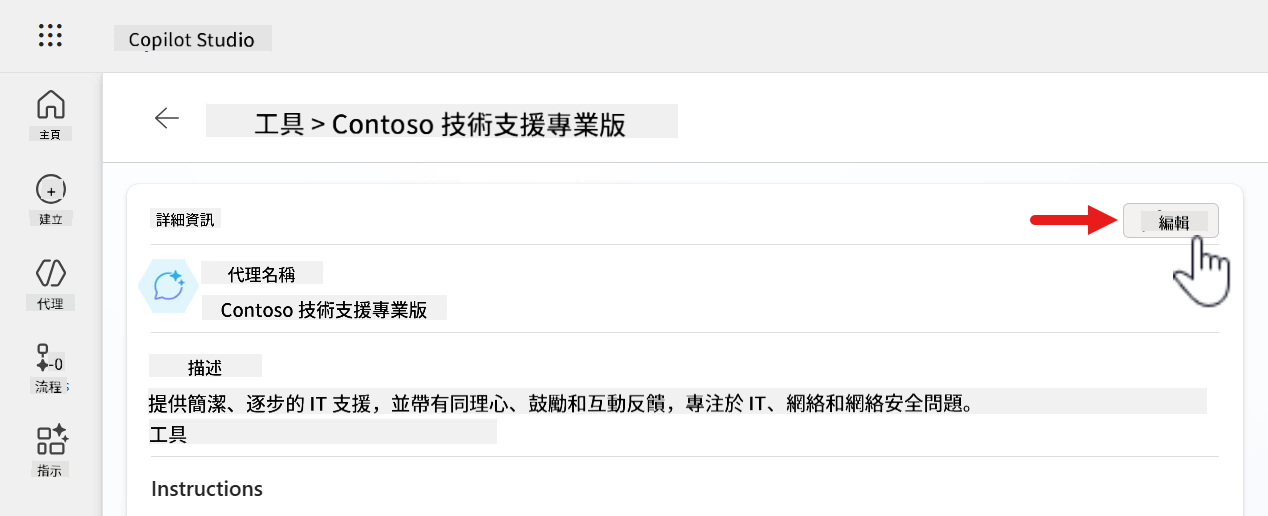 Copilot Studio
主頁
建立
代理
流程
指示
工具 > Contoso 技術支援專業版
詳細資訊
編輯
代理名稱
Contoso 技術支援專業版
描述
提供簡潔、逐步的 IT 支援，並帶有同理心、鼓勵和互動反饋，專注於 IT、網絡和網絡安全問題。
工具
Instructions